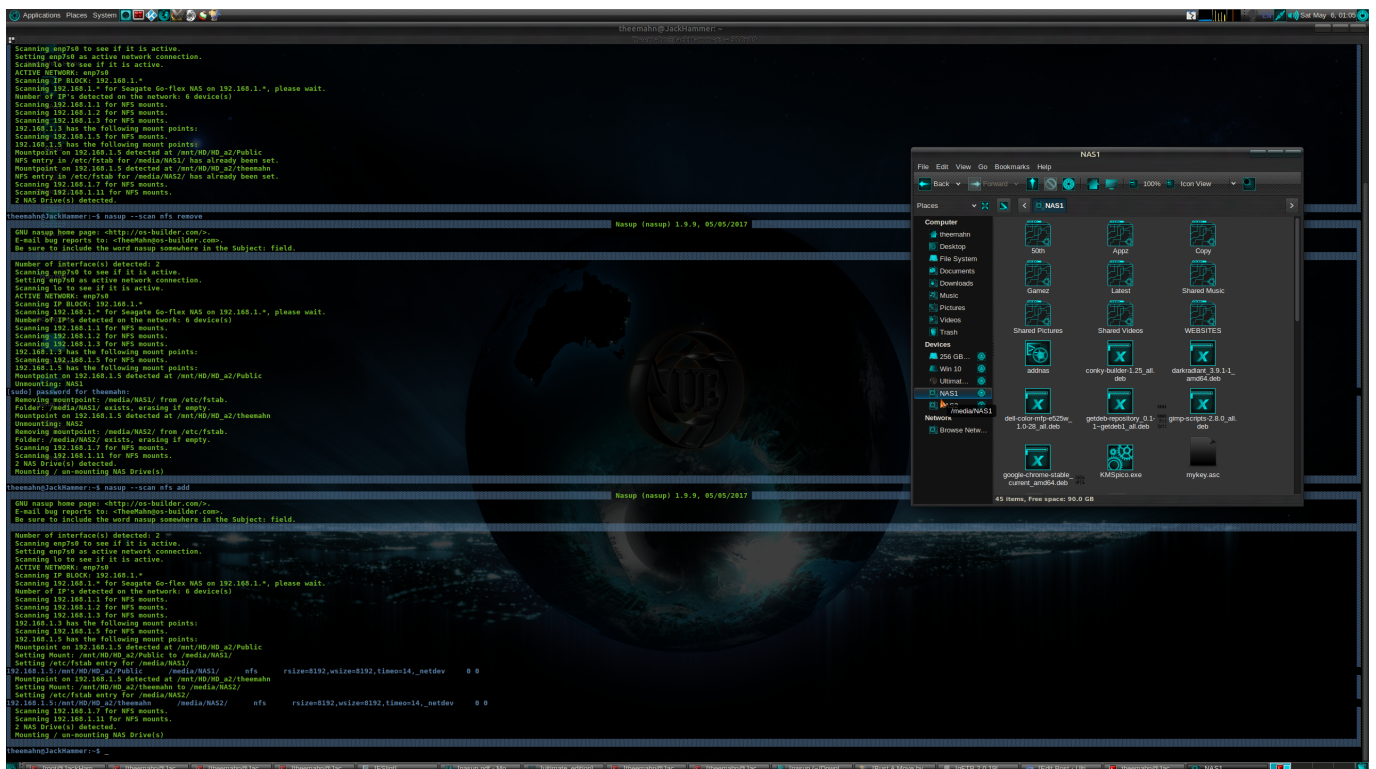 Applications Places System
Sat May 6, 01:05
theemahn@JackHammer: ~
Scanning enp7s0 to see if it is active.
Setting enp7s0 as active network connection.
Scanning lo to see if it is active.
ACTIVE NETWORK: enp7s0
Scanning IP BLOCK: 192.168.1.*
Scanning 192.168.1.* for Seagate Go-flex NAS on 192.168.1.*, please wait.
Number of IP's detected on the network: 6 device(s)
Scanning 192.168.1.1 for NFS mounts.
Scanning 192.168.1.2 for NFS mounts.
Scanning 192.168.1.3 for NFS mounts.
192.168.1.3 has the following mount points:
Scanning 192.168.1.5 for NFS mounts.
192.168.1.5 has the following mount points:
Mountpoint on 192.168.1.5 detected at /mnt/HD/HD_a2/Public
NFS entry in /etc/fstab for /media/NAS1/ has already been set.
Mountpoint on 192.168.1.5 detected at /mnt/HD/HD_a2/theemahn
NFS entry in /etc/fstab for /media/NAS2/ has already been set.
Scanning 192.168.1.7 for NFS mounts.
Scanning 192.168.1.11 for NFS mounts.
2 NAS Drive(s) detected.
theemahn@JackHammer:~$ nasup --scan nfs remove
Nasup (nasup) 1.9.9, 05/05/2017
GNU nasup home page: <http://os-builder.com/>.
E-mail bug reports to: <TheeMahn@os-builder.com>.
Be sure to include the word nasup somewhere in the Subject: field.
Number of interface(s) detected: 2
Scanning enp7s0 to see if it is active.
Setting enp7s0 as active network connection.
Scanning lo to see if it is active.
ACTIVE NETWORK: enp7s0
Scanning IP BLOCK: 192.168.1.*
Scanning 192.168.1.* for Seagate Go-flex NAS on 192.168.1.*, please wait.
Number of IP's detected on the network: 6 device(s)
Scanning 192.168.1.1 for NFS mounts.
Scanning 192.168.1.2 for NFS mounts.
Scanning 192.168.1.3 for NFS mounts.
192.168.1.3 has the following mount points:
Scanning 192.168.1.5 for NFS mounts.
192.168.1.5 has the following mount points:
Mountpoint on 192.168.1.5 detected at /mnt/HD/HD_a2/Public
Unmounting: NAS1
[sudo] password for theemahn:
Removing mountpoint: /media/NAS1/ from /etc/fstab.
Folder: /media/NAS1/ exists, erasing if empty.
Mountpoint on 192.168.1.5 detected at /mnt/HD/HD_a2/theemahn
Unmounting: NAS2
Removing mountpoint: /media/NAS2/ from /etc/fstab.
Folder: /media/NAS2/ exists, erasing if empty.
Scanning 192.168.1.7 for NFS mounts.
Scanning 192.168.1.11 for NFS mounts.
2 NAS Drive(s) detected.
Mounting / un-mounting NAS Drive(s)
theemahn@JackHammer:~$ nasup --scan nfs add
Nasup (nasup) 1.9.9, 05/05/2017
GNU nasup home page: <http://os-builder.com/>.
E-mail bug reports to: <TheeMahn@os-builder.com>.
Be sure to include the word nasup somewhere in the Subject: field.
Number of interface(s) detected: 2
Scanning enp7s0 to see if it is active.
Setting enp7s0 as active network connection.
Scanning lo to see if it is active.
ACTIVE NETWORK: enp7s0
Scanning IP BLOCK: 192.168.1.*
Scanning 192.168.1.* for Seagate Go-flex NAS on 192.168.1.*, please wait.
Number of IP's detected on the network: 6 device(s)
Scanning 192.168.1.1 for NFS mounts.
Scanning 192.168.1.2 for NFS mounts.
Scanning 192.168.1.3 for NFS mounts.
192.168.1.3 has the following mount points:
Scanning 192.168.1.5 for NFS mounts.
192.168.1.5 has the following mount points:
Mountpoint on 192.168.1.5 detected at /mnt/HD/HD_a2/Public
Setting Mount: /mnt/HD/HD_a2/Public to /media/NAS1/
Setting /etc/fstab entry for /media/NAS1/
192.168.1.5:/mnt/HD/HD_a2/Public /media/NAS1/ nfs rsize=8192,wsize=8192,timeo=14,_netdev 0 0
Mountpoint on 192.168.1.5 detected at /mnt/HD/HD_a2/theemahn
Setting Mount: /mnt/HD/HD_a2/theemahn to /media/NAS2/
Setting /etc/fstab entry for /media/NAS2/
192.168.1.5:/mnt/HD/HD_a2/theemahn /media/NAS2/ nfs rsize=8192,wsize=8192,timeo=14,_netdev 0 0
Scanning 192.168.1.7 for NFS mounts.
Scanning 192.168.1.11 for NFS mounts.
2 NAS Drive(s) detected.
Mounting / un-mounting NAS Drive(s)
theemahn@JackHammer:~$ _
NAS1
File Edit View Go Bookmarks Help
Back Forward 100% Icon View
Places NAS1
Computer
theemahn
Desktop
File System
Documents
Downloads
Music
Pictures
Videos
Trash
Devices
256 GB...
Win 10
Ultimat...
NAS1
/media/NAS1
Network
Browse Netw...
50th Appz Copy
Gamez Latest Shared Music
Shared Pictures Shared Videos WEBSITES
addnas conky-builder-1.25_all.deb darkradiant_3.9.1-1_amd64.deb
dell-color-mfp-e525w_1.0-28_all.deb getdeb-repository_0.1-1~getdeb1_all.deb gimp-scripts-2.8.0_all.deb
google-chrome-stable_current_amd64.deb KMSpico.exe mykey.asc
45 items, Free space: 90.0 GB